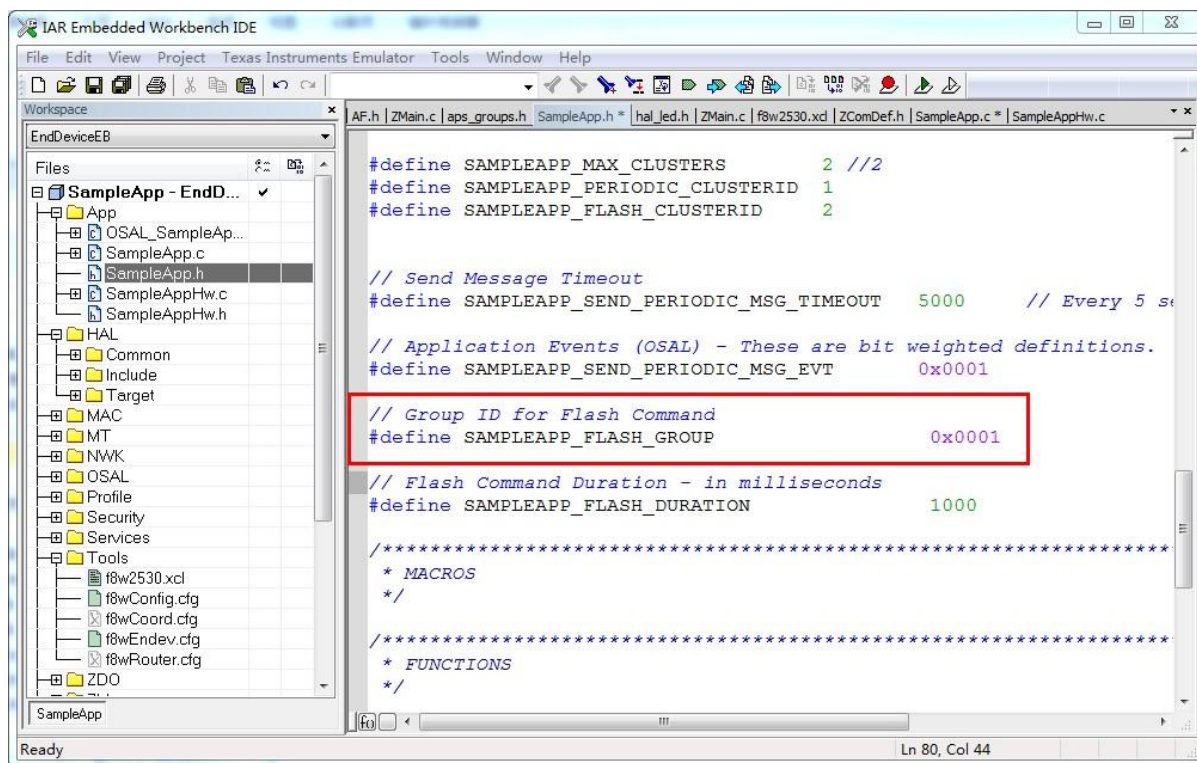 IAR Embedded Workbench IDE
File Edit View Project Texas Instruments Emulator Tools Window Help
Workspace
EndDeviceEB
Files
SampleApp - EndD...
App
OSAL_SampleAp...
SampleApp.c
SampleApp.h
SampleAppHw.c
SampleAppHw.h
HAL
Common
Include
Target
MAC
MT
NWK
OSAL
Profile
Security
Services
Tools
f8w2530.xcl
f8wConfig.cfg
f8wCoord.cfg
f8wEndev.cfg
f8wRouter.cfg
ZDO
SampleApp
AF.h | ZMain.c | aps_groups.h SampleApp.h * hal_led.h | ZMain.c | f8w2530.xcl | ZComDef.h | SampleApp.c * | SampleAppHw.c
#define SAMPLEAPP_MAX_CLUSTERS 2 //2
#define SAMPLEAPP_PERIODIC_CLUSTERID 1
#define SAMPLEAPP_FLASH_CLUSTERID 2
// Send Message Timeout
#define SAMPLEAPP_SEND_PERIODIC_MSG_TIMEOUT 5000 // Every 5 se
// Application Events (OSAL) - These are bit weighted definitions.
#define SAMPLEAPP_SEND_PERIODIC_MSG_EVT 0x0001
// Group ID for Flash Command
#define SAMPLEAPP_FLASH_GROUP 0x0001
// Flash Command Duration - in milliseconds
#define SAMPLEAPP_FLASH_DURATION 1000
/*******************************************************************
* MACROS
*/
/*******************************************************************
* FUNCTIONS
*/
Ready
Ln 80, Col 44